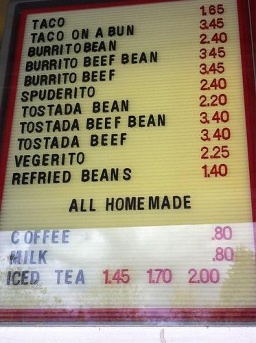 TACO 1.65
TACO ON A BUN 3.45
BURRITO BEAN 2.40
BURRITO BEEF BEAN 3.45
BURRITO BEEF 3.45
SPUDERITO 2.40
TOSTADA BEAN 2.20
TOSTADA BEEF BEAN 3.40
TOSTADA BEEF 3.40
VEGERITO 2.25
REFRIED BEANS 1.40
ALL HOMEMADE
COFFEE .80
MILK .80
ICED TEA 1.45 1.70 2.00